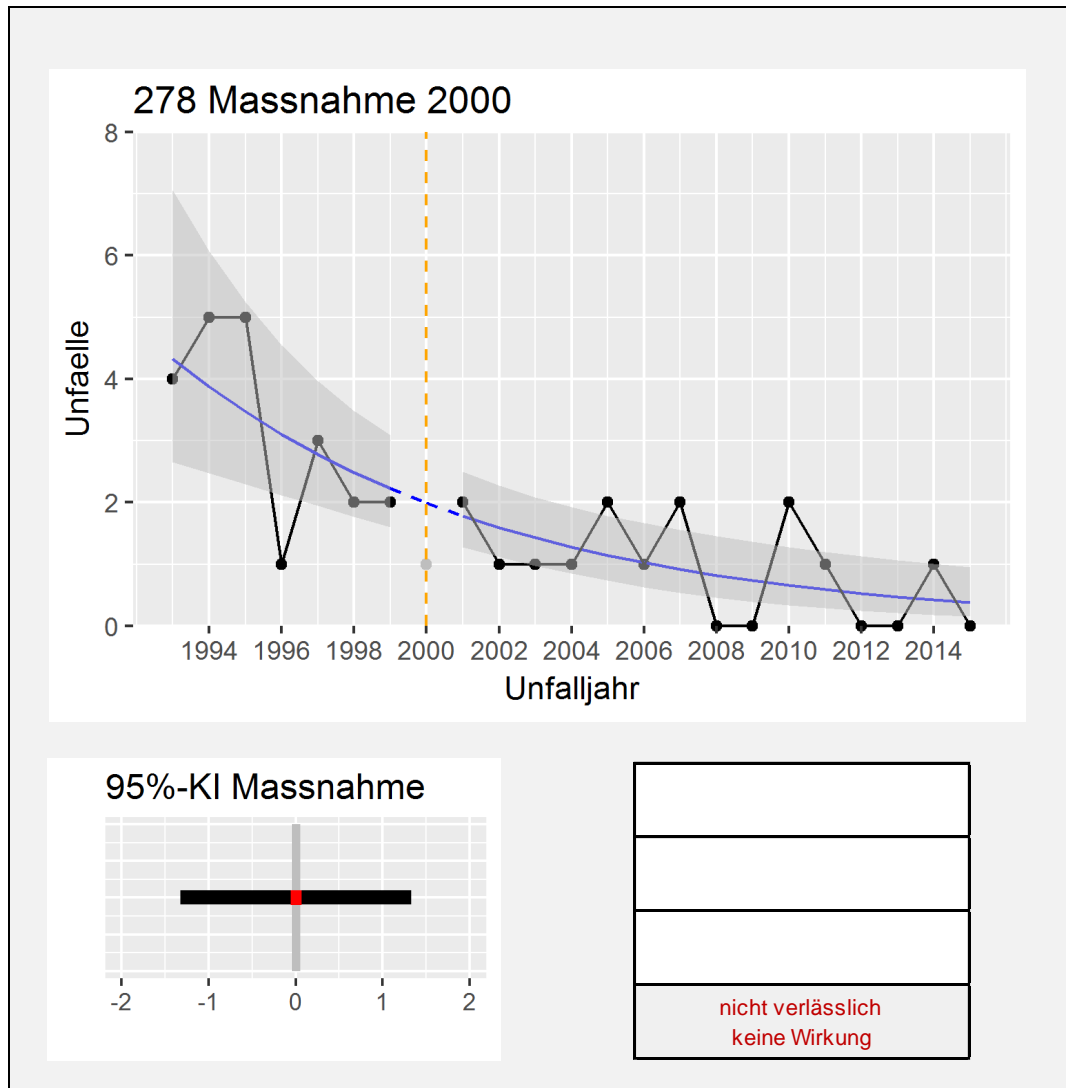 278 Massnahme 2000
8
6
4
2
0
Unfaelle
1994 1996 1998 2000 2002 2004 2006 2008 2010 2012 2014
Unfalljahr
95%-KI Massnahme
-2 -1 0 1 2
nicht verlässlich
keine Wirkung